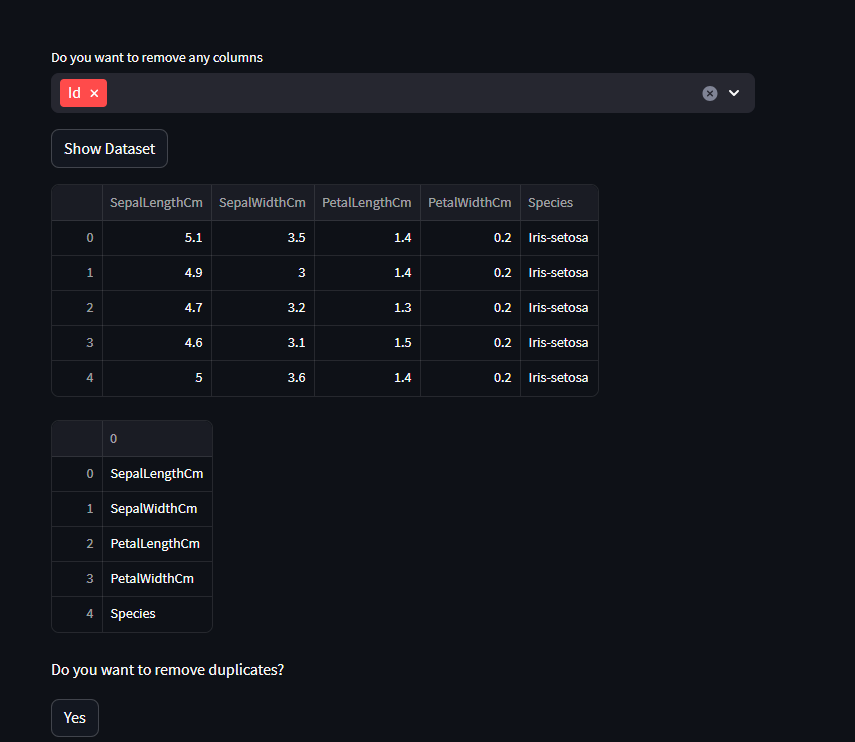 Do you want to remove any columns
Id ×
Show Dataset
SepalLengthCm SepalWidthCm PetalLengthCm PetalWidthCm Species
0 5.1 3.5 1.4 0.2 Iris-setosa
1 4.9 3 1.4 0.2 Iris-setosa
2 4.7 3.2 1.3 0.2 Iris-setosa
3 4.6 3.1 1.5 0.2 Iris-setosa
4 5 3.6 1.4 0.2 Iris-setosa
0
0 SepalLengthCm
1 SepalWidthCm
2 PetalLengthCm
3 PetalWidthCm
4 Species
Do you want to remove duplicates?
Yes